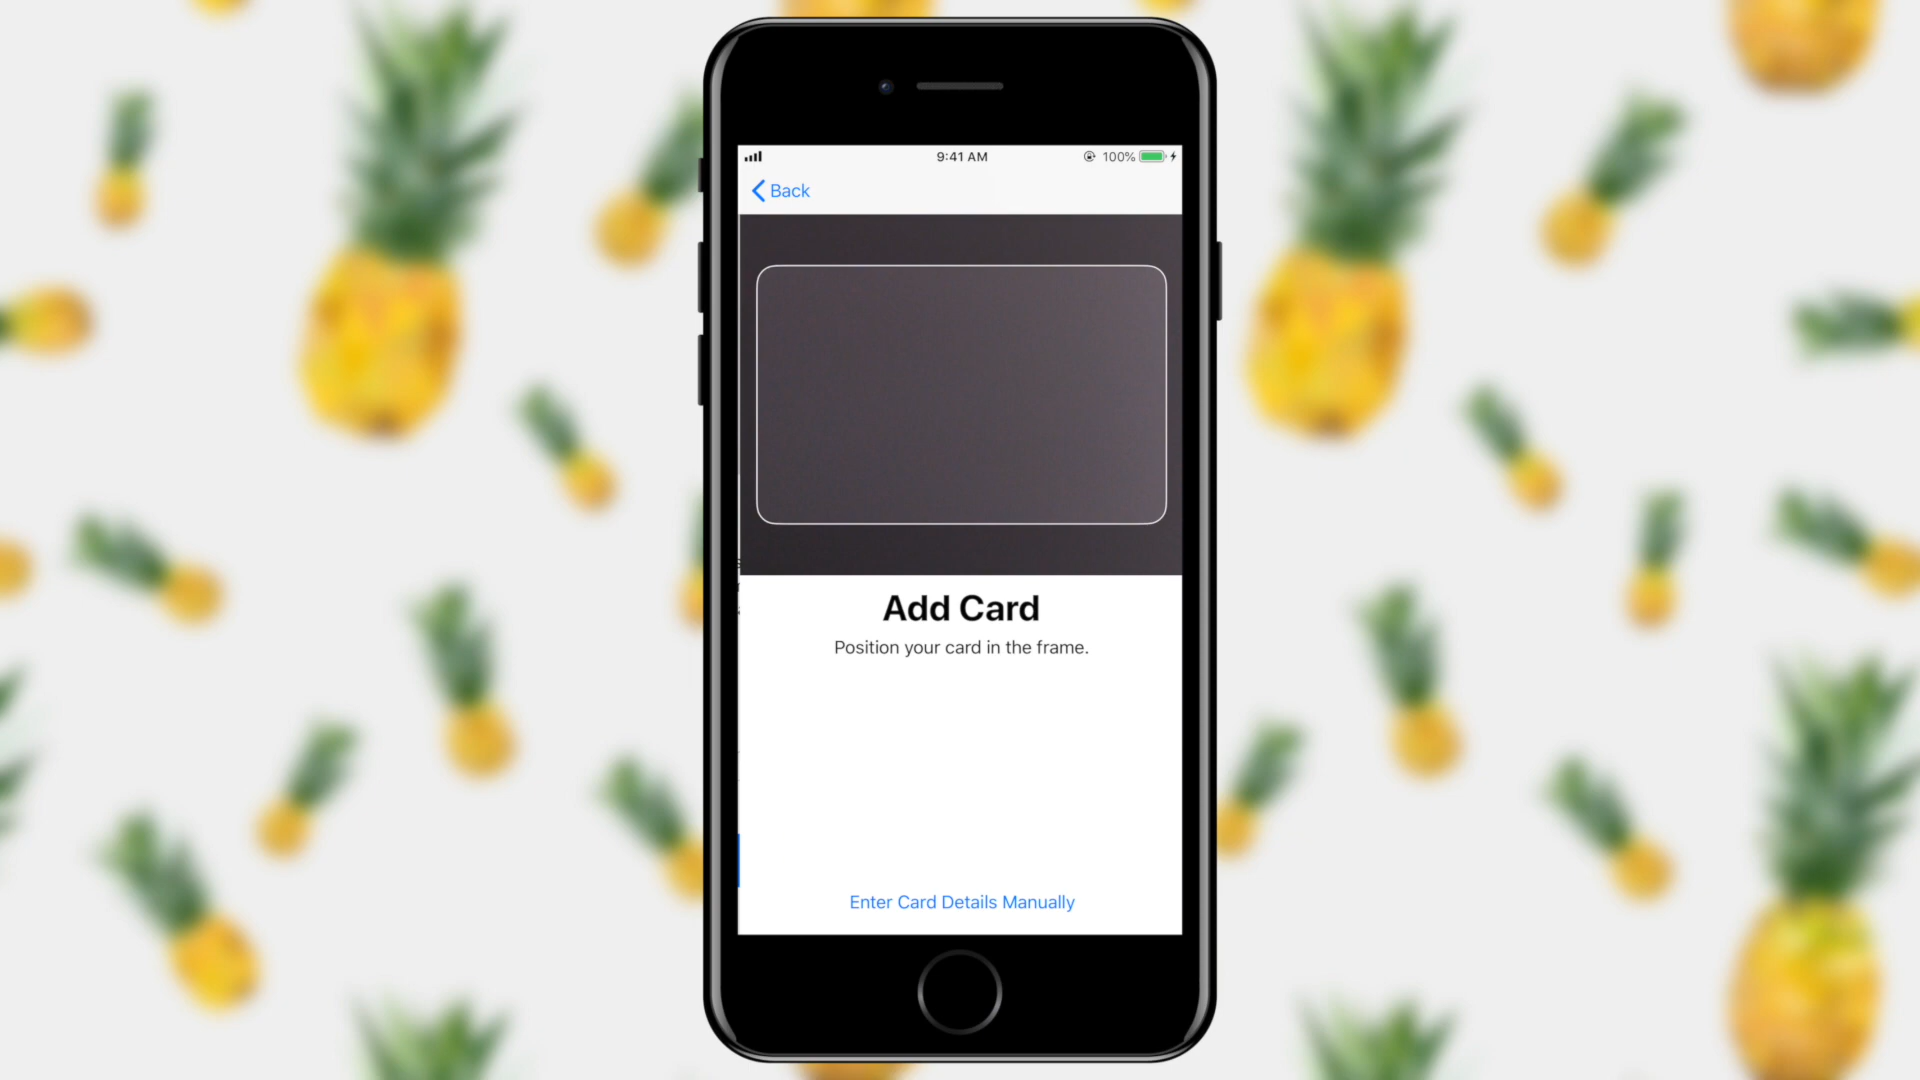 9:41 AM
100%
Back
Add Card
Position your card in the frame.
Enter Card Details Manually